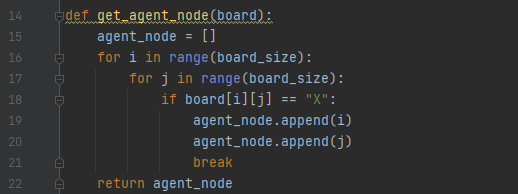 14 def get_agent_node(board):
15     agent_node = []
16     for i in range(board_size):
17         for j in range(board_size):
18             if board[i][j] == "X":
19                 agent_node.append(i)
20                 agent_node.append(j)
21                 break
22     return agent_node